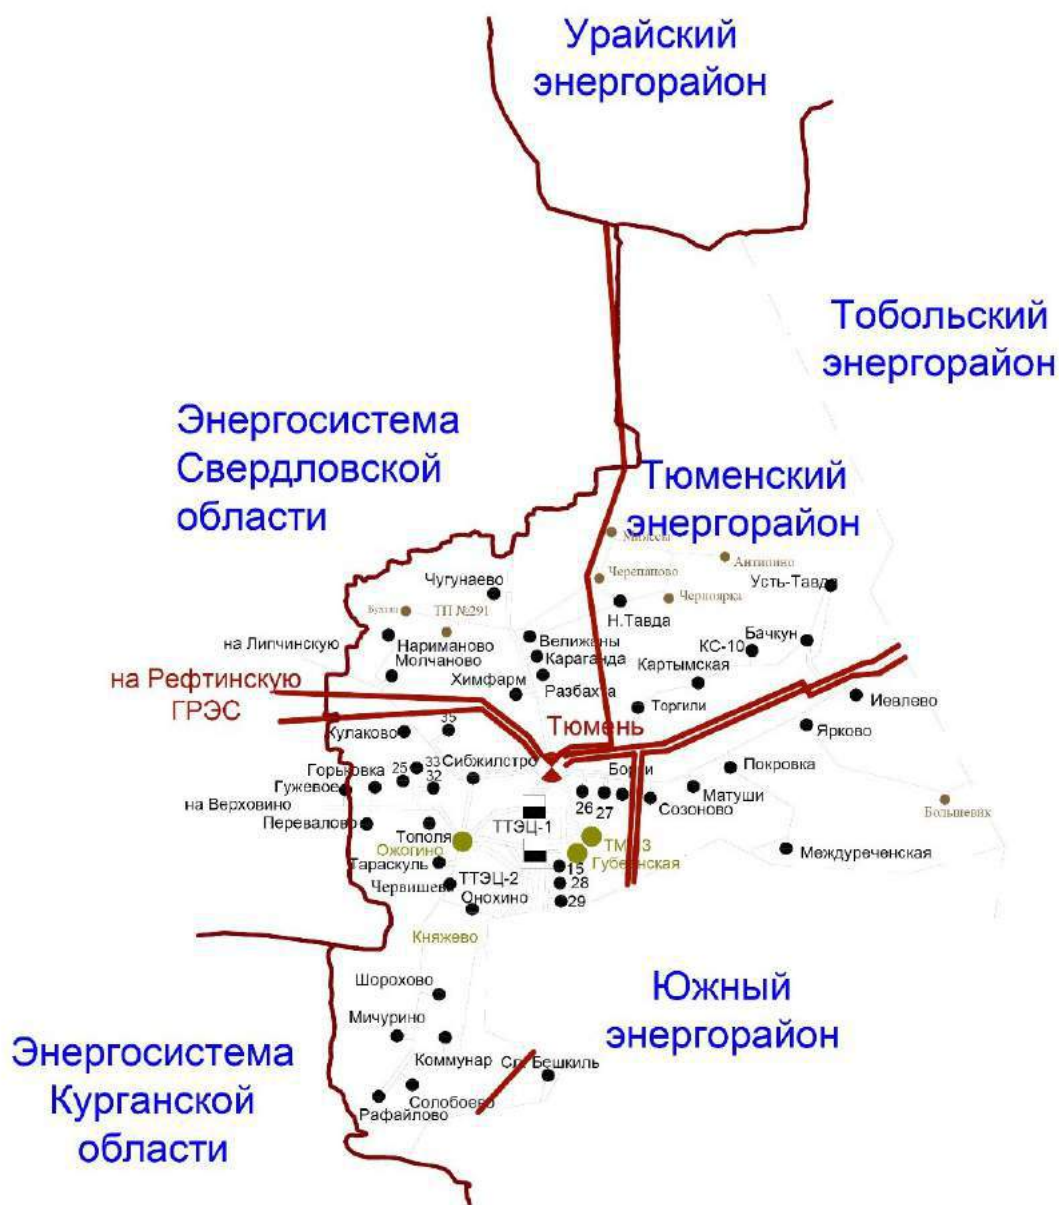 Урайский
энергорайон
Тобольский
энергорайон
Энергосистема
Свердловской
области
Тюменский
энергорайон
Антипино
Черепаново
Усть-Тавда
Чугунаево
ТП №291
Черноярка
Н.Тавда
на Липчинскую
Нариманово
Велижаны
Бачкун
КС-10
Молчаново
Караганда
Картымская
на Рефтинскую
ГРЭС
Химфарм
Разбахта
Торгили
Иевлево
35
Тюмень
Кулаково
Ярково
Сибжилстро
Горьковка
25
33
32
Борки
Покровка
Гужевое
на Верховино
26
27
Матуши
Созоново
Большевик
Перевалово
Тополя
ТТЭЦ-1
Ожогино
Губернская
Междуреченская
Тараскуль
15
ТТЭЦ-2
28
Червишево
Онохино
29
Княжево
Шорохово
Южный
энергорайон
Мичурино
Энергосистема
Курганской
области
Коммунар
Сл. Бешкиль
Солобоево
Рафайлово